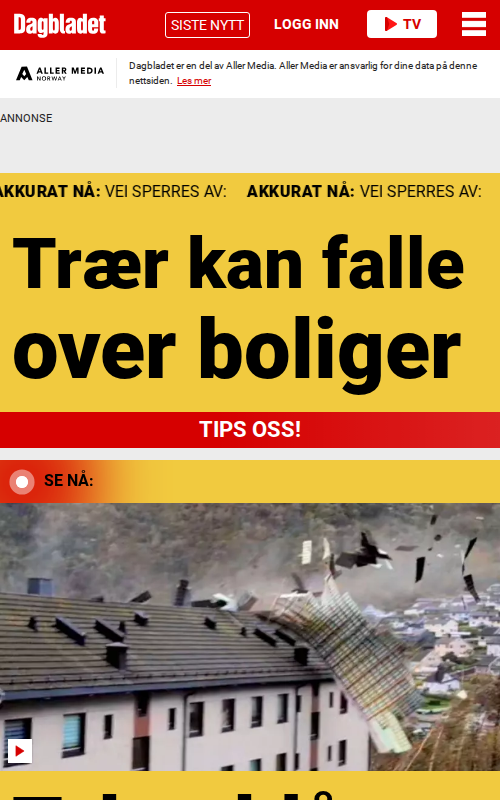 Dagbladet
SISTE NYTT
LOGG INN
TV
ALLER MEDIA
NORWAY
Dagbladet er en del av Aller Media. Aller Media er ansvarlig for dine data på denne
nettsiden. Les mer
ANNONSE
AKKURAT NÅ: VEI SPERRES AV: AKKURAT NÅ: VEI SPERRES AV:
Trær kan falle
over boliger
TIPS OSS!
SE NÅ: